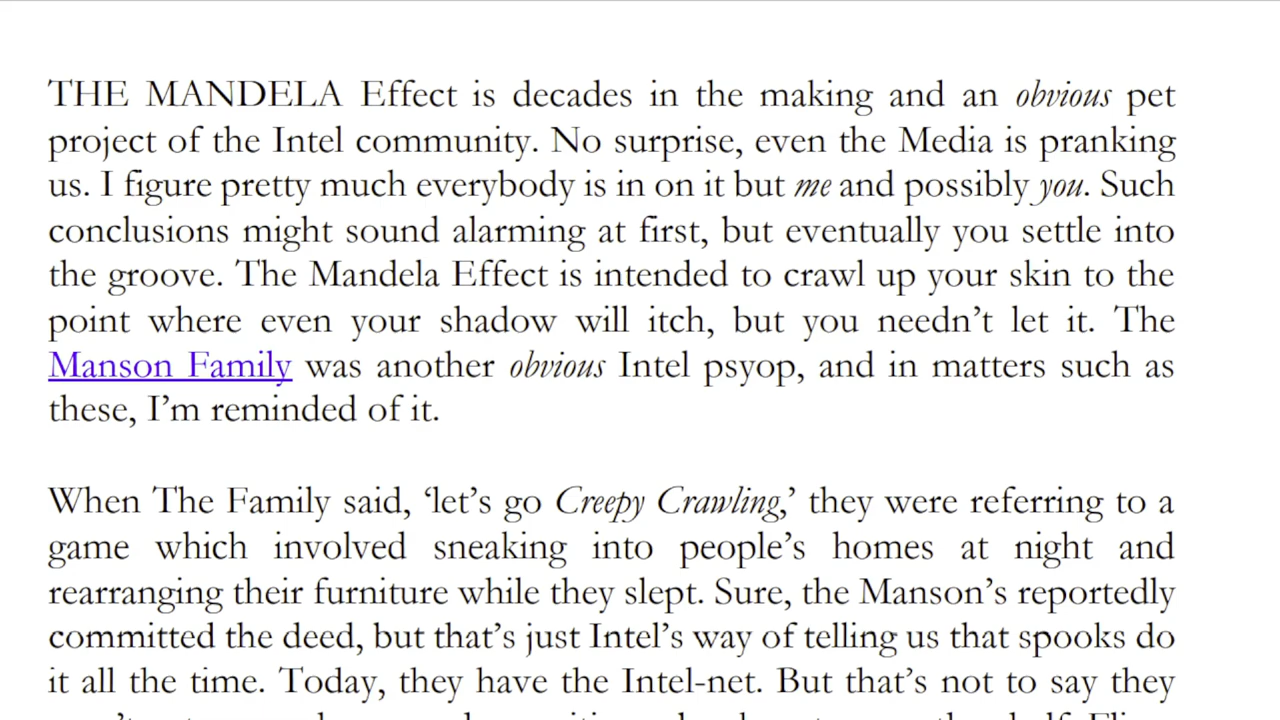 THE MANDELA Effect is decades in the making and an obvious pet
project of the Intel community. No surprise, even the Media is pranking
us. I figure pretty much everybody is in on it but me and possibly you. Such
conclusions might sound alarming at first, but eventually you settle into
the groove. The Mandela Effect is intended to crawl up your skin to the
point where even your shadow will itch, but you needn’t let it. The
Manson Family was another obvious Intel psyop, and in matters such as
these, I’m reminded of it.
When The Family said, ‘let’s go Creepy Crawling,’ they were referring to a
game which involved sneaking into people’s homes at night and
rearranging their furniture while they slept. Sure, the Manson’s reportedly
committed the deed, but that’s just Intel’s way of telling us that spooks do
it all the time. Today, they have the Intel-net. But that’s not to say they